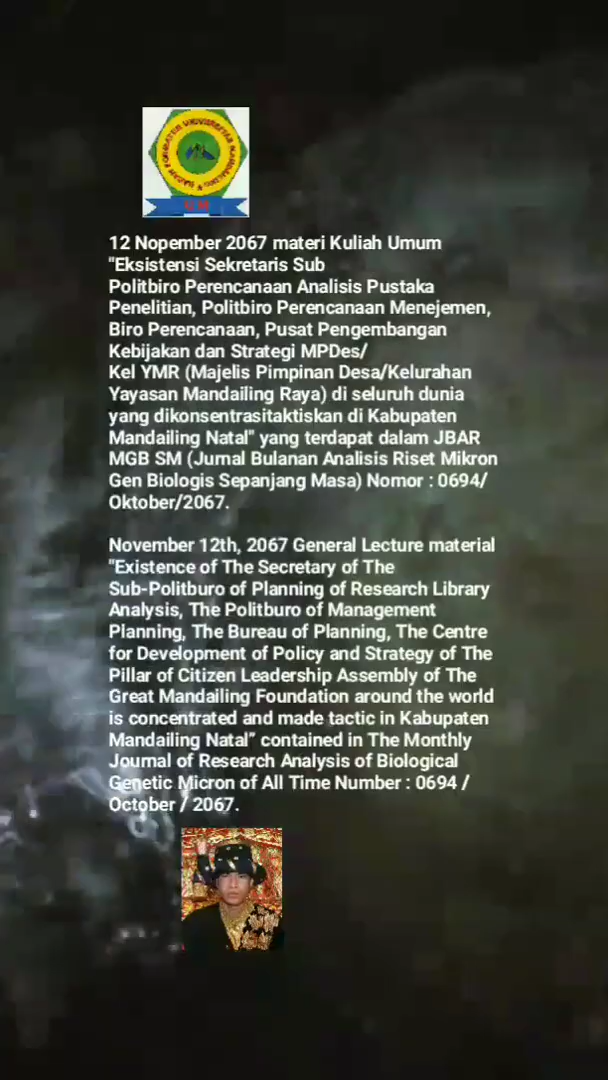 12 Nopember 2067 materi Kuliah Umum
"Eksistensi Sekretaris Sub
Politbiro Perencanaan Analisis Pustaka
Penelitian, Politbiro Perencanaan Menejemen,
Biro Perencanaan, Pusat Pengembangan
Kebijakan dan Strategi MPDes/
Kel YMR (Majelis Pimpinan Desa/Kelurahan
Yayasan Mandailing Raya) di seluruh dunia
yang dikonsentrasitaktiskan di Kabupaten
Mandailing Natal" yang terdapat dalam JBAR
MGB SM (Jurnal Bulanan Analisis Riset Mikron
Gen Biologis Sepanjang Masa) Nomor : 0694/
Oktober/2067.
November 12th, 2067 General Lecture material
"Existence of The Secretary of The
Sub-Politburo of Planning of Research Library
Analysis, The Politburo of Management
Planning, The Bureau of Planning, The Centre
for Development of Policy and Strategy of The
Pillar of Citizen Leadership Assembly of The
Great Mandailing Foundation around the world
is concentrated and made tactic in Kabupaten
Mandailing Natal" contained in The Monthly
Journal of Research Analysis of Biological
Genetic Micron of All Time Number : 0694 /
October / 2067.